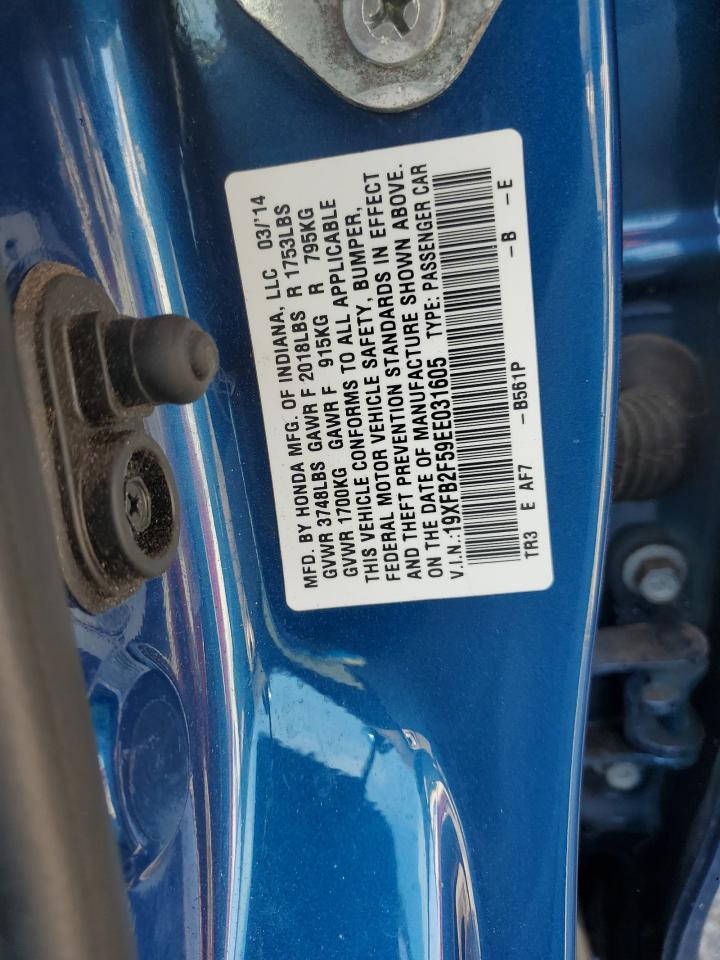 MFD. BY HONDA MFG. OF INDIANA, LLC 03/'14
GVWR 3748LBS GAWR F 2018LBS R 1753LBS
GVWR 1700KG GAWR F 915KG R 795KG
THIS VEHICLE CONFORMS TO ALL APPLICABLE
FEDERAL MOTOR VEHICLE SAFETY, BUMPER,
AND THEFT PREVENTION STANDARDS IN EFFECT
ON THE DATE OF MANUFACTURE SHOWN ABOVE.
V.I.N.:19XFB2F59EE031605 TYPE: PASSENGER CAR
TR3 E AF7 -B561P -B -E